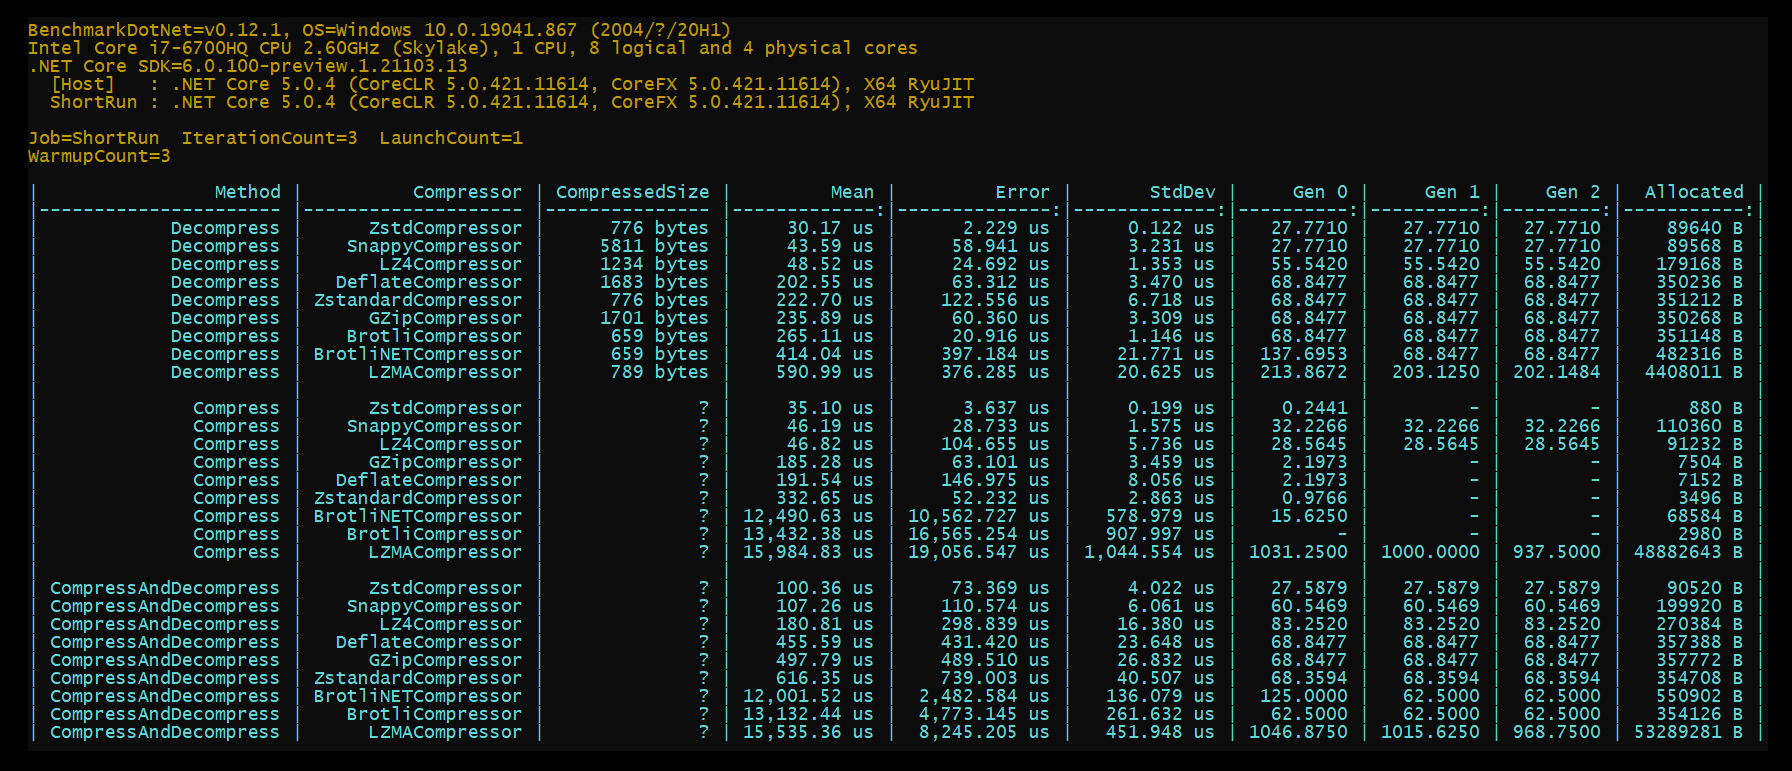 BenchmarkDotNet=v0.12.1, OS=Windows 10.0.19041.867 (2004/?/20H1)
Intel Core i7-6700HQ CPU 2.60GHz (Skylake), 1 CPU, 8 logical and 4 physical cores
.NET Core SDK=6.0.100-preview.1.21103.13
  [Host]   : .NET Core 5.0.4 (CoreCLR 5.0.421.11614, CoreFX 5.0.421.11614), X64 RyuJIT
  ShortRun : .NET Core 5.0.4 (CoreCLR 5.0.421.11614, CoreFX 5.0.421.11614), X64 RyuJIT
Job=ShortRun  IterationCount=3  LaunchCount=1
WarmupCount=3
| Method | Compressor | CompressedSize | Mean | Error | StdDev | Gen 0 | Gen 1 | Gen 2 | Allocated |
|---------------------- |-------------------- |--------------- |-------------:|--------------:|-------------:|----------:|----------:|---------:|-----------:|
| Decompress | ZstdCompressor | 776 bytes | 30.17 us | 2.229 us | 0.122 us | 27.7710 | 27.7710 | 27.7710 | 89640 B |
| Decompress | SnappyCompressor | 5811 bytes | 43.59 us | 58.941 us | 3.231 us | 27.7710 | 27.7710 | 27.7710 | 89568 B |
| Decompress | LZ4Compressor | 1234 bytes | 48.52 us | 24.692 us | 1.353 us | 55.5420 | 55.5420 | 55.5420 | 179168 B |
| Decompress | DeflateCompressor | 1683 bytes | 202.55 us | 63.312 us | 3.470 us | 68.8477 | 68.8477 | 68.8477 | 350236 B |
| Decompress | ZstandardCompressor | 776 bytes | 222.70 us | 122.556 us | 6.718 us | 68.8477 | 68.8477 | 68.8477 | 351212 B |
| Decompress | GZipCompressor | 1701 bytes | 235.89 us | 60.360 us | 3.309 us | 68.8477 | 68.8477 | 68.8477 | 350268 B |
| Decompress | BrotliCompressor | 659 bytes | 265.11 us | 20.916 us | 1.146 us | 68.8477 | 68.8477 | 68.8477 | 351148 B |
| Decompress | BrotliNETCompressor | 659 bytes | 414.04 us | 397.184 us | 21.771 us | 137.6953 | 68.8477 | 68.8477 | 482316 B |
| Decompress | LZMACompressor | 789 bytes | 590.99 us | 376.285 us | 20.625 us | 213.8672 | 203.1250 | 202.1484 | 4408011 B |
| | | | | | | | | | |
| Compress | ZstdCompressor | ? | 35.10 us | 3.637 us | 0.199 us | 0.2441 | - | - | 880 B |
| Compress | SnappyCompressor | ? | 46.19 us | 28.733 us | 1.575 us | 32.2266 | 32.2266 | 32.2266 | 110360 B |
| Compress | LZ4Compressor | ? | 46.82 us | 104.655 us | 5.736 us | 28.5645 | 28.5645 | 28.5645 | 91232 B |
| Compress | GZipCompressor | ? | 185.28 us | 63.101 us | 3.459 us | 2.1973 | - | - | 7504 B |
| Compress | DeflateCompressor | ? | 191.54 us | 146.975 us | 8.056 us | 2.1973 | - | - | 7152 B |
| Compress | ZstandardCompressor | ? | 332.65 us | 52.232 us | 2.863 us | 0.9766 | - | - | 3496 B |
| Compress | BrotliNETCompressor | ? | 12,490.63 us | 10,562.727 us | 578.979 us | 15.6250 | - | - | 68584 B |
| Compress | BrotliCompressor | ? | 13,432.38 us | 16,565.254 us | 907.997 us | - | - | - | 2980 B |
| Compress | LZMACompressor | ? | 15,984.83 us | 19,056.547 us | 1,044.554 us | 1031.2500 | 1000.0000 | 937.5000 | 48882643 B |
| | | | | | | | | | |
| CompressAndDecompress | ZstdCompressor | ? | 100.36 us | 73.369 us | 4.022 us | 27.5879 | 27.5879 | 27.5879 | 90520 B |
| CompressAndDecompress | SnappyCompressor | ? | 107.26 us | 110.574 us | 6.061 us | 60.5469 | 60.5469 | 60.5469 | 199920 B |
| CompressAndDecompress | LZ4Compressor | ? | 180.81 us | 298.839 us | 16.380 us | 83.2520 | 83.2520 | 83.2520 | 270384 B |
| CompressAndDecompress | DeflateCompressor | ? | 455.59 us | 431.420 us | 23.648 us | 68.8477 | 68.8477 | 68.8477 | 357388 B |
| CompressAndDecompress | GZipCompressor | ? | 497.79 us | 489.510 us | 26.832 us | 68.8477 | 68.8477 | 68.8477 | 357772 B |
| CompressAndDecompress | ZstandardCompressor | ? | 616.35 us | 739.003 us | 40.507 us | 68.3594 | 68.3594 | 68.3594 | 354708 B |
| CompressAndDecompress | BrotliNETCompressor | ? | 12,001.52 us | 2,482.584 us | 136.079 us | 125.0000 | 62.5000 | 62.5000 | 550902 B |
| CompressAndDecompress | BrotliCompressor | ? | 13,132.44 us | 4,773.145 us | 261.632 us | 62.5000 | 62.5000 | 62.5000 | 354126 B |
| CompressAndDecompress | LZMACompressor | ? | 15,535.36 us | 8,245.205 us | 451.948 us | 1046.8750 | 1015.6250 | 968.7500 | 53289281 B |